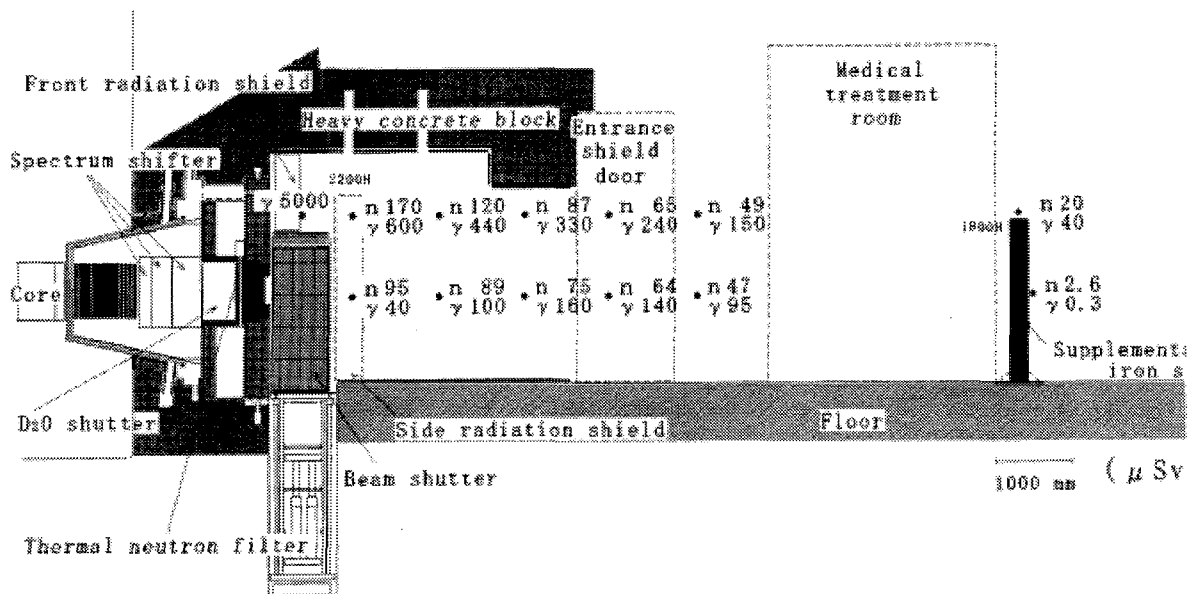 Front radiation shield
Heavy concrete block
Medical
treatment
room
Entrance
shield
door
Spectrum shifter
2200H
γ 5000
n 170
γ 600
n 120
γ 440
n 87
γ 330
n 65
γ 240
n 49
γ 150
n 20
γ 40
1800H
Core
n 95
γ 40
n 89
γ 100
n 75
γ 160
n 64
γ 140
n 47
γ 95
n 2.6
γ 0.3
Supplementa
iron s
D₂O shutter
Side radiation shield
Floor
Beam shutter
1000 mm
( μ Sv
Thermal neutron filter